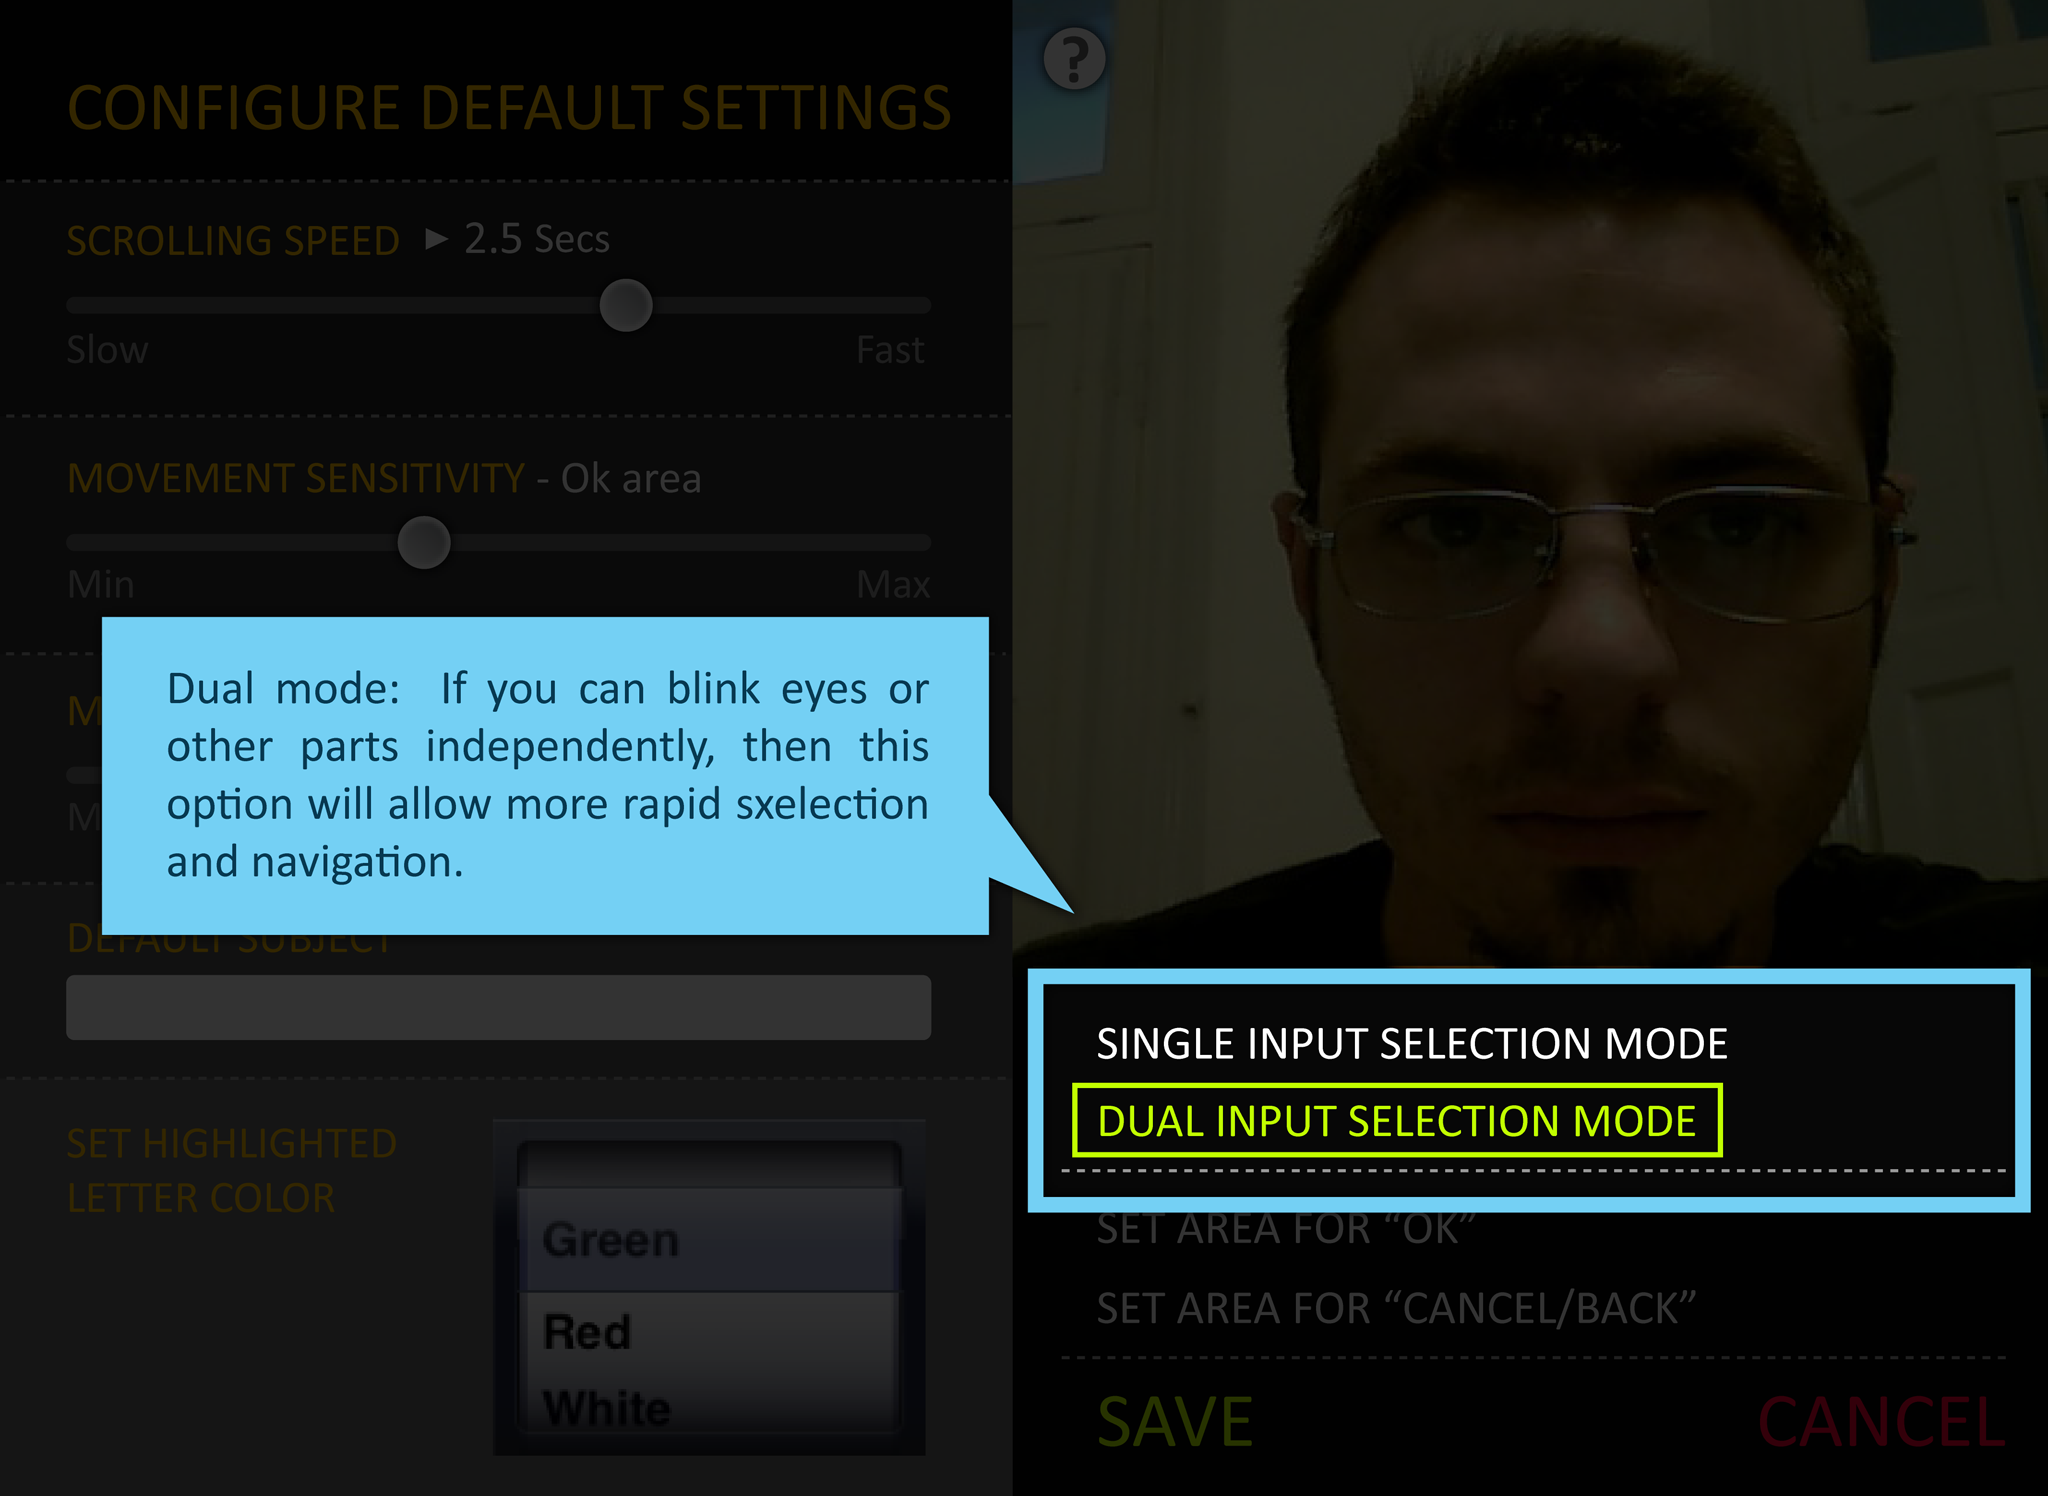 ?
CONFIGURE DEFAULT SETTINGS
SCROLLING SPEED ► 2.5 Secs
Slow Fast
MOVEMENT SENSITIVITY - Ok area
Min Max
Dual mode: If you can blink eyes or
other parts independently, then this
option will allow more rapid sxelection
and navigation.
DEFAULT SUBJECT
SET HIGHLIGHTED
LETTER COLOR
Green
Red
White
SINGLE INPUT SELECTION MODE
DUAL INPUT SELECTION MODE
SET AREA FOR “OK”
SET AREA FOR “CANCEL/BACK”
SAVE CANCEL